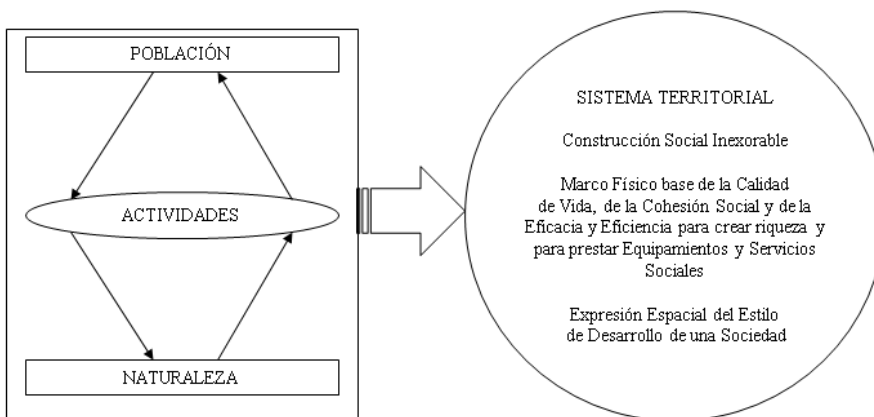 POBLACIÓN
ACTIVIDADES
NATURALEZA
SISTEMA TERRITORIAL
Construcción Social Inexorable
Marco Físico base de la Calidad
de Vida, de la Cohesión Social y de la
Eficacia y Eficiencia para crear riqueza y
para prestar Equipamientos y Servicios
Sociales
Expresión Espacial del Estilo
de Desarrollo de una Sociedad